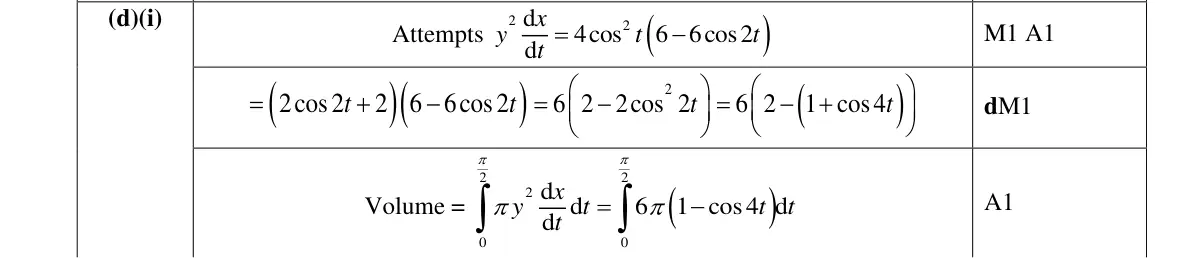 (d)(i) Attempts y² dx/dt = 4cos² t(6−6cos 2t) M1 A1
=(2cos 2t+2)(6−6cos 2t)=6(2−2cos² 2t)=6(2−(1+cos 4t)) dM1
Volume = ∫₀^(π/2) π y² dx/dt dt = ∫₀^(π/2) 6π(1−cos 4t)dt A1